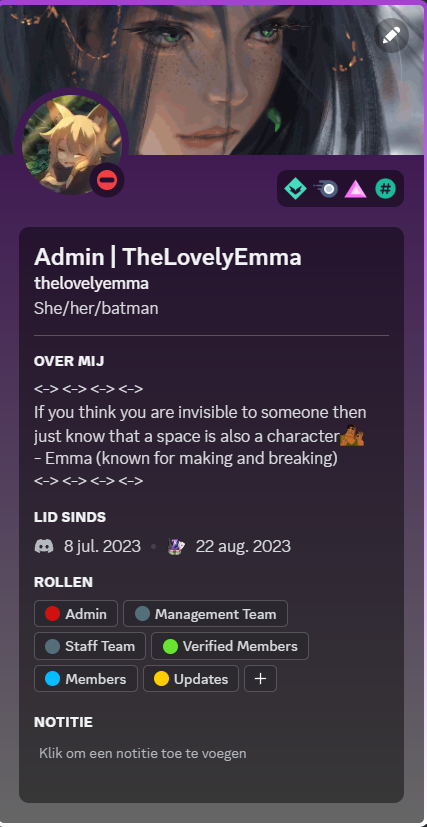 Admin | TheLovelyEmma
thelovelyemma
She/her/batman
OVER MIJ
<-> <-> <-> <->
If you think you are invisible to someone then
just know that a space is also a character
- Emma (known for making and breaking)
<-> <-> <-> <->
LID SINDS
8 jul. 2023 • 22 aug. 2023
ROLLEN
Admin Management Team
Staff Team Verified Members
Members Updates +
NOTITIE
Klik om een notitie toe te voegen